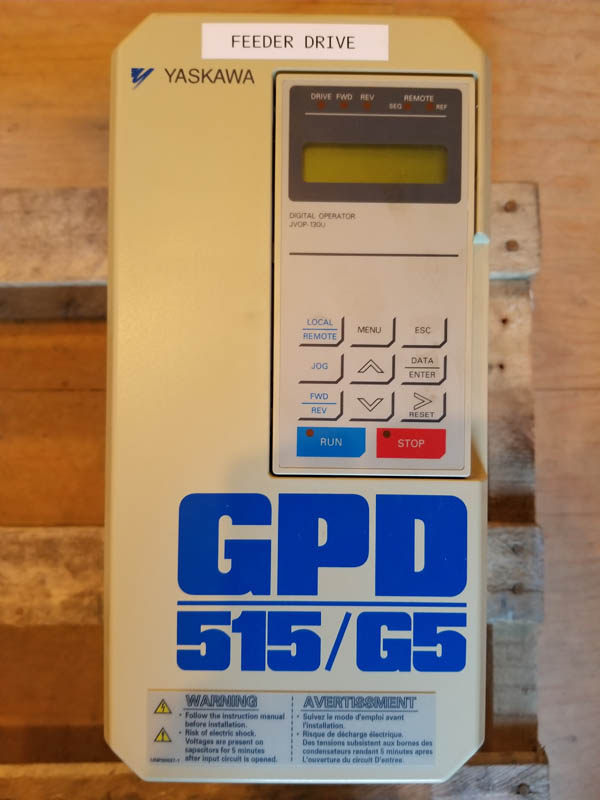 FEEDER DRIVE
YASKAWA
DRIVE FWD REV REMOTE
SEQ REF
DIGITAL OPERATOR
JVOP-130U
LOCAL
REMOTE
MENU
ESC
JOG
DATA
ENTER
FWD
REV
RESET
RUN
STOP
GPD
515/G5
WARNING
• Follow the instruction manual
before installation.
• Risk of electric shock.
Voltages are present on
capacitors for 5 minutes
after input circuit is opened.
AVERTISSMENT
• Suivez le mode d'emploi avant
l'installation.
• Risque de décharge électrique.
Des tensions subsistent aux bornes des
condensateurs rendant 5 minutes apres
L'ouverture du circuit D'entree.